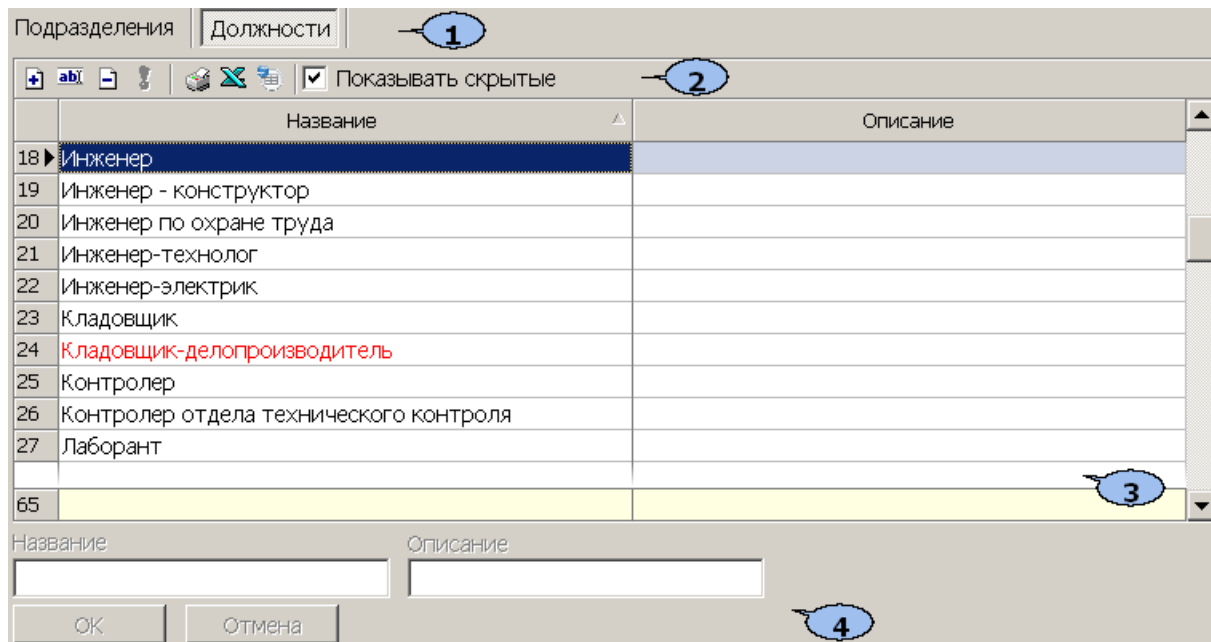 Подразделения Должности 1
abI Показывать скрытые 2
Название Описание
18 Инженер
19 Инженер - конструктор
20 Инженер по охране труда
21 Инженер-технолог
22 Инженер-электрик
23 Кладовщик
24 Кладовщик-делопроизводитель
25 Контролер
26 Контролер отдела технического контроля
27 Лаборант
3
65
Название Описание
ОК Отмена 4